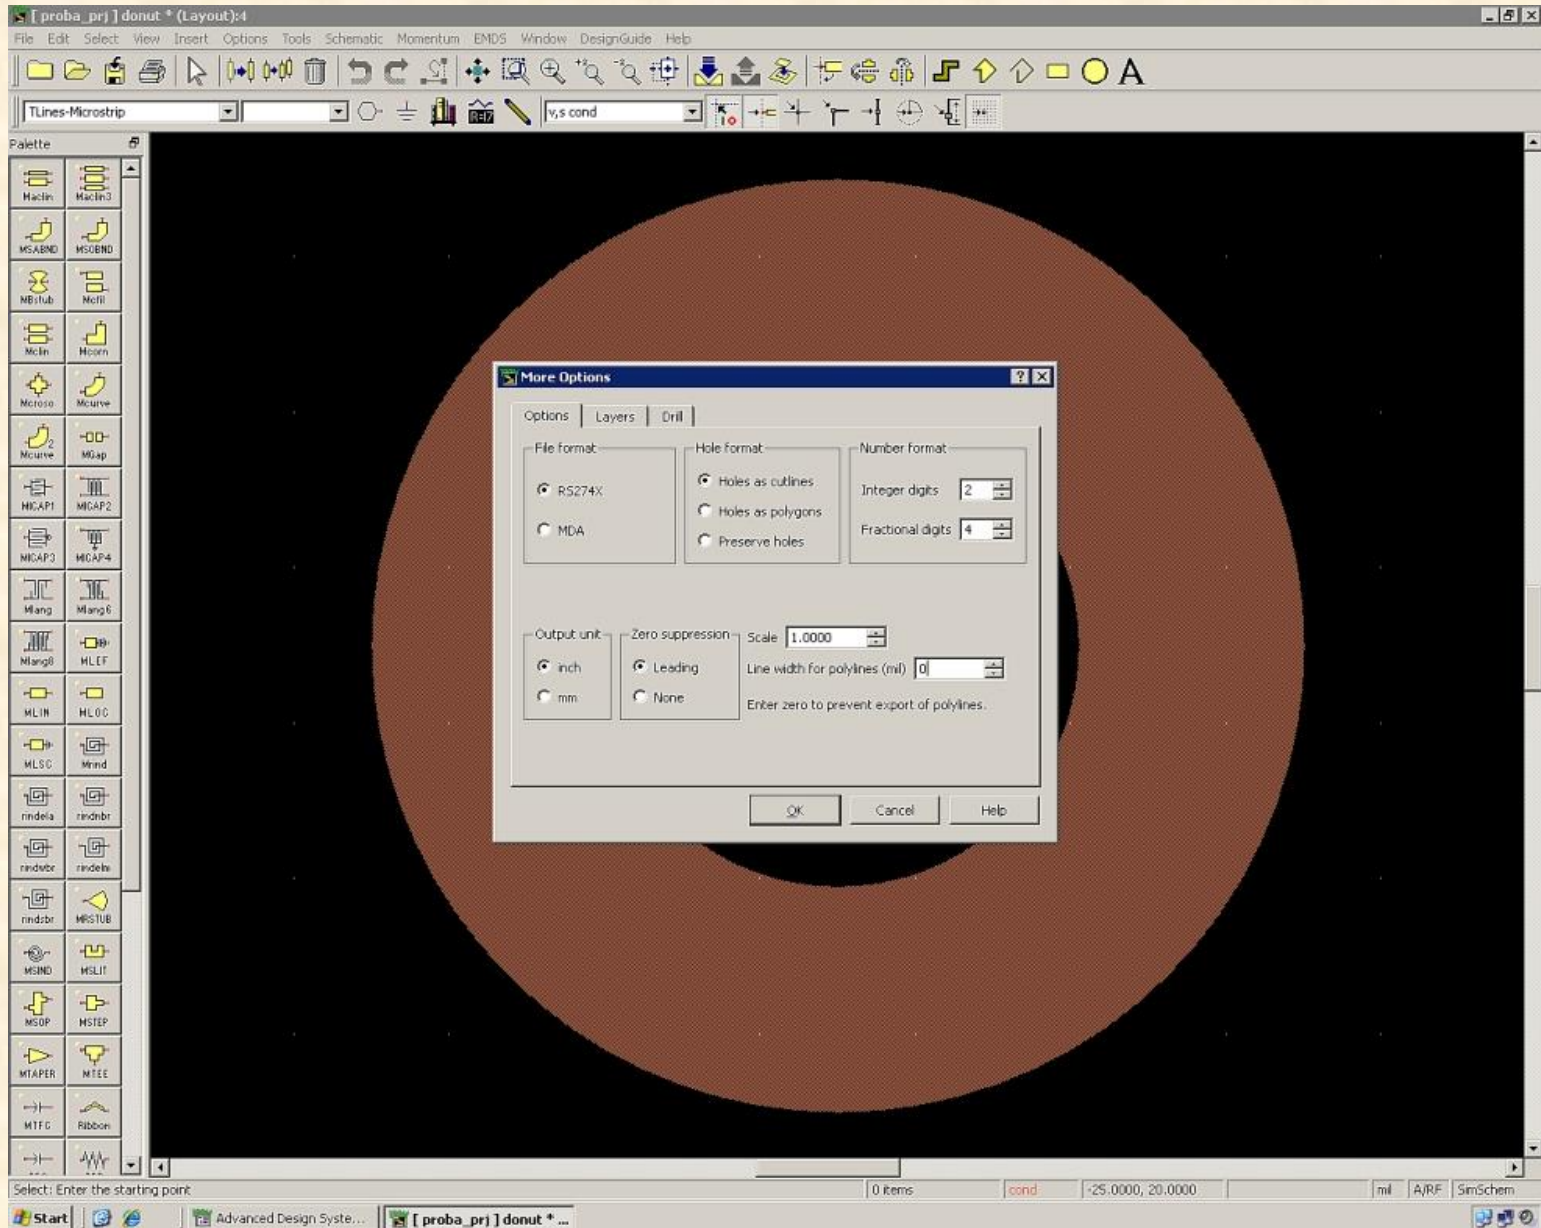 [ proba_prj ] donut * (Layout):4
File Edit Select View Insert Options Tools Schematic Momentum EMDS Window DesignGuide Help
A
TLines-Microstrip
v,s cond
Palette
Maclin Maclin3
MSABND MSOBND
MBstub Mcfil
Mclin Mcorn
Mcroso Mcurve
Mcurve 2 MGap
MICAP1 MICAP2
MICAP3 MICAP4
Mlang Mlang6
Mlang8 MLEF
MLIN MLOC
MLSC Mrind
rindela rindnbr
rindwbr rindelm
rindsbr MRSTUB
MSIND MSLIT
MSOP MSTEP
MTAPER MTEE
MTFC Ribbon
More Options
Options Layers Drill
File format
RS274X
MDA
Hole format
Holes as cutlines
Holes as polygons
Preserve holes
Number format
Integer digits 2
Fractional digits 4
Output unit
inch
mm
Zero suppression
Leading
None
Scale 1.0000
Line width for polylines (mil) 0
Enter zero to prevent export of polylines.
OK Cancel Help
Select: Enter the starting point 0 items cond -25.0000, 20.0000 mil A/RF SimSchem
Start Advanced Design Syste... [ proba_prj ] donut * ...